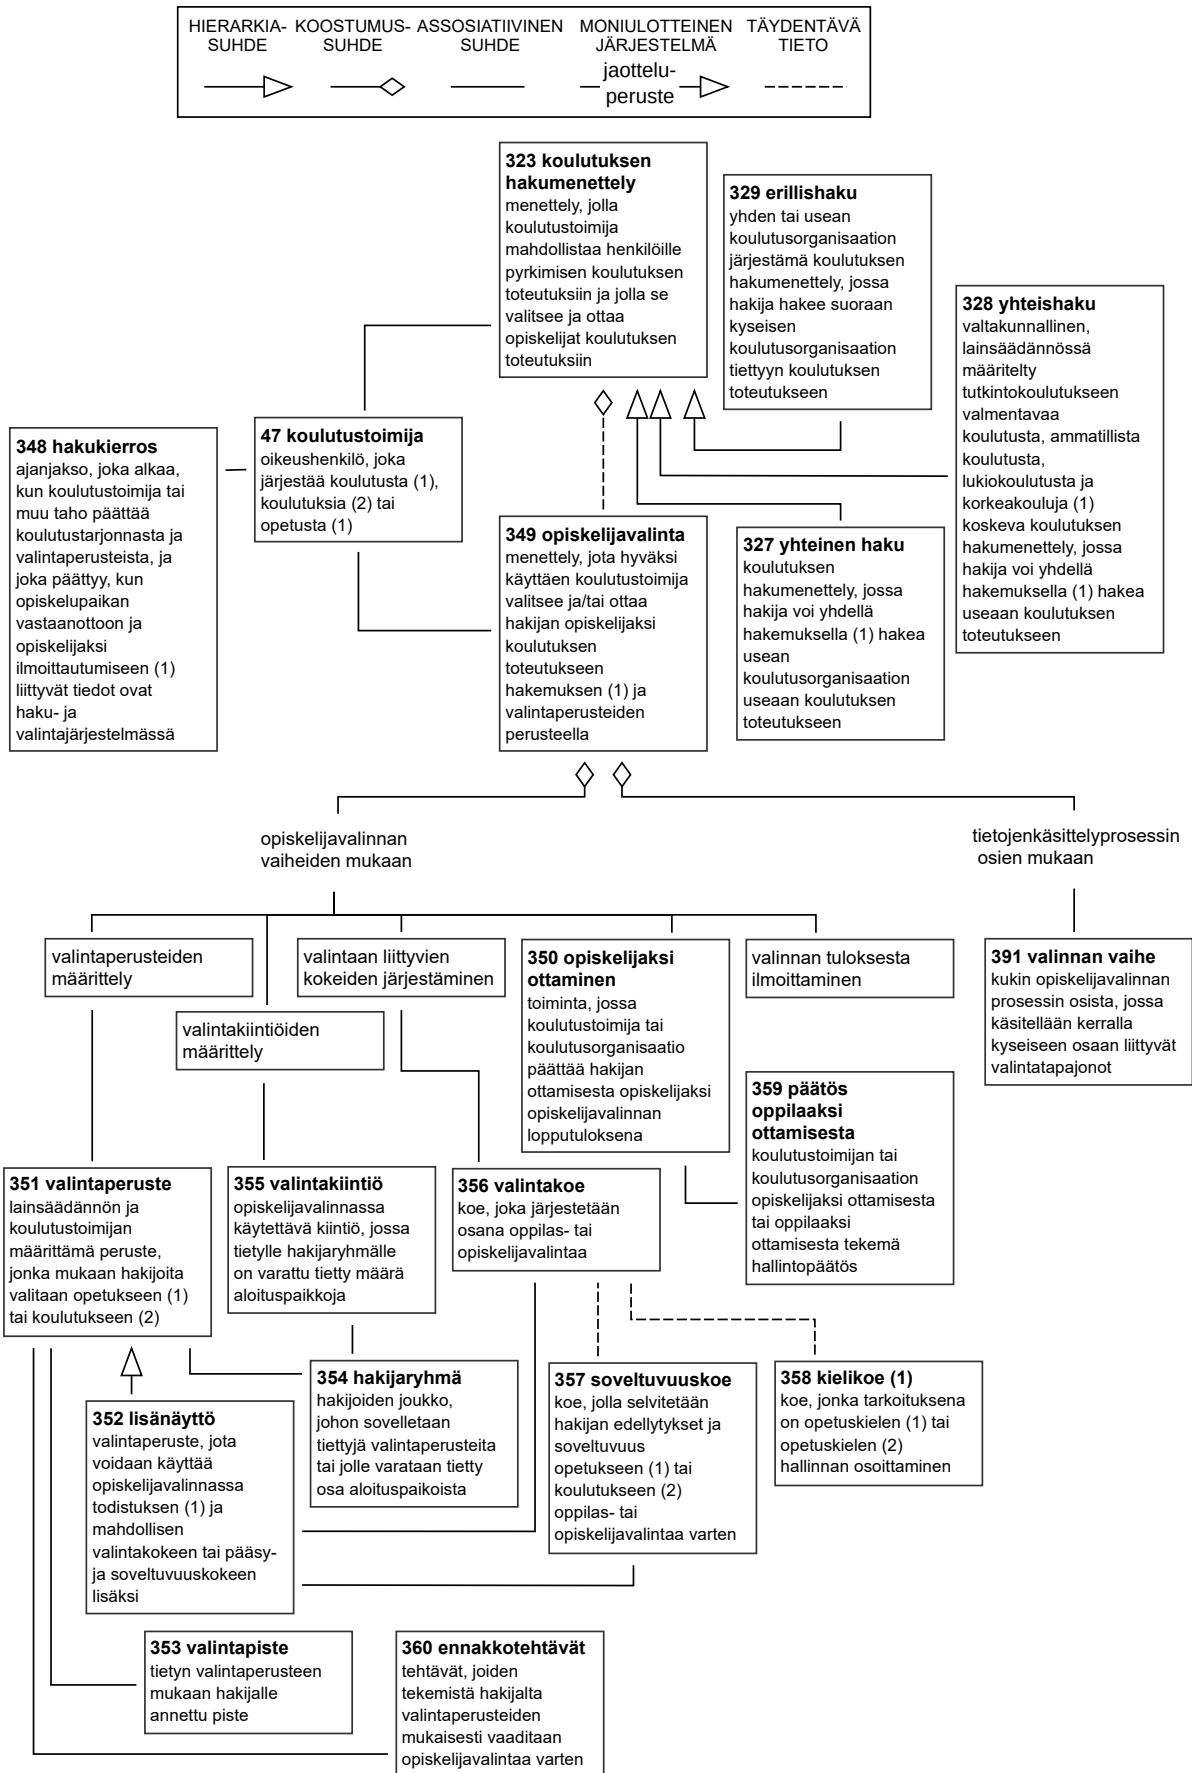 HIERARKIA-
SUHDE
KOOSTUMUS-
SUHDE
ASSOSIATIIVINEN
SUHDE
MONIULOTTEINEN
JÄRJESTELMÄ
TÄYDENTÄVÄ
TIETO
jaottelu-
peruste
323 koulutuksen
hakumenettely
menettely, jolla
koulutustoimija
mahdollistaa henkilöille
pyrkimisen koulutuksen
toteutuksiin ja jolla se
valitsee ja ottaa
opiskelijat koulutuksen
toteutuksiin
329 erillishaku
yhden tai usean
koulutusorganisaation
järjestämä koulutuksen
hakumenettely, jossa
hakija hakee suoraan
kyseisen
koulutusorganisaation
tiettyyn koulutuksen
toteutukseen
328 yhteishaku
valtakunnallinen,
lainsäädännössä
määritelty
tutkintokoulutukseen
valmentavaa
koulutusta, ammatillista
koulutusta,
lukiokoulutusta ja
korkeakouluja (1)
koskeva koulutuksen
hakumenettely, jossa
hakija voi yhdellä
hakemuksella (1) hakea
useaan koulutuksen
toteutukseen
348 hakukierros
ajanjakso, joka alkaa,
kun koulutustoimija tai
muu taho päättää
koulutustarjonnasta ja
valintaperusteista, ja
joka päättyy, kun
opiskelupaikan
vastaanottoon ja
opiskelijaksi
ilmoittautumiseen (1)
liittyvät tiedot ovat
haku- ja
valintajärjestelmässä
47 koulutustoimija
oikeushenkilö, joka
järjestää koulutusta (1),
koulutuksia (2) tai
opetusta (1)
349 opiskelijavalinta
menettely, jota hyväksi
käyttäen koulutustoimija
valitsee ja/tai ottaa
hakijan opiskelijaksi
koulutuksen
toteutukseen
hakemuksen (1) ja
valintaperusteiden
perusteella
327 yhteinen haku
koulutuksen
hakumenettely, jossa
hakija voi yhdellä
hakemuksella (1) hakea
usean
koulutusorganisaation
useaan koulutuksen
toteutukseen
opiskelijavalinnan
vaiheiden mukaan
tietojenkäsittelyprosessin
osien mukaan
valintaperusteiden
määrittely
valintakiintiöiden
määrittely
valintaan liittyvien
kokeiden järjestäminen
350 opiskelijaksi
ottaminen
toiminta, jossa
koulutustoimija tai
koulutusorganisaatio
päättää hakijan
ottamisesta opiskelijaksi
opiskelijavalinnan
lopputuloksena
valinnan tuloksesta
ilmoittaminen
391 valinnan vaihe
kukin opiskelijavalinnan
prosessin osista, jossa
käsitellään kerralla
kyseiseen osaan liittyvät
valintatapajonot
359 päätös
oppilaaksi
ottamisesta
koulutustoimijan tai
koulutusorganisaation
opiskelijaksi ottamisesta
tai oppilaaksi
ottamisesta tekemä
hallintopäätös
351 valintaperuste
lainsäädännön ja
koulutustoimijan
määrittämä peruste,
jonka mukaan hakijoita
valitaan opetukseen (1)
tai koulutukseen (2)
355 valintakiintiö
opiskelijavalinnassa
käytettävä kiintiö, jossa
tietylle hakijaryhmälle
on varattu tietty määrä
aloituspaikkoja
356 valintakoe
koe, joka järjestetään
osana oppilas- tai
opiskelijavalintaa
352 lisänäyttö
valintaperuste, jota
voidaan käyttää
opiskelijavalinnassa
todistuksen (1) ja
mahdollisen
valintakokeen tai pääsy-
ja soveltuvuuskokeen
lisäksi
354 hakijaryhmä
hakijoiden joukko,
johon sovelletaan
tiettyjä valintaperusteita
tai jolle varataan tietty
osa aloituspaikoista
357 soveltuvuuskoe
koe, jolla selvitetään
hakijan edellytykset ja
soveltuvuus
opetukseen (1) tai
koulutukseen (2)
oppilas- tai
opiskelijavalintaa varten
358 kielikoe (1)
koe, jonka tarkoituksena
on opetuskielen (1) tai
opetuskielen (2)
hallinnan osoittaminen
353 valintapiste
tietyn valintaperusteen
mukaan hakijalle
annettu piste
360 ennakkotehtävät
tehtävät, joiden
tekemistä hakijalta
valintaperusteiden
mukaisesti vaaditaan
opiskelijavalintaa varten